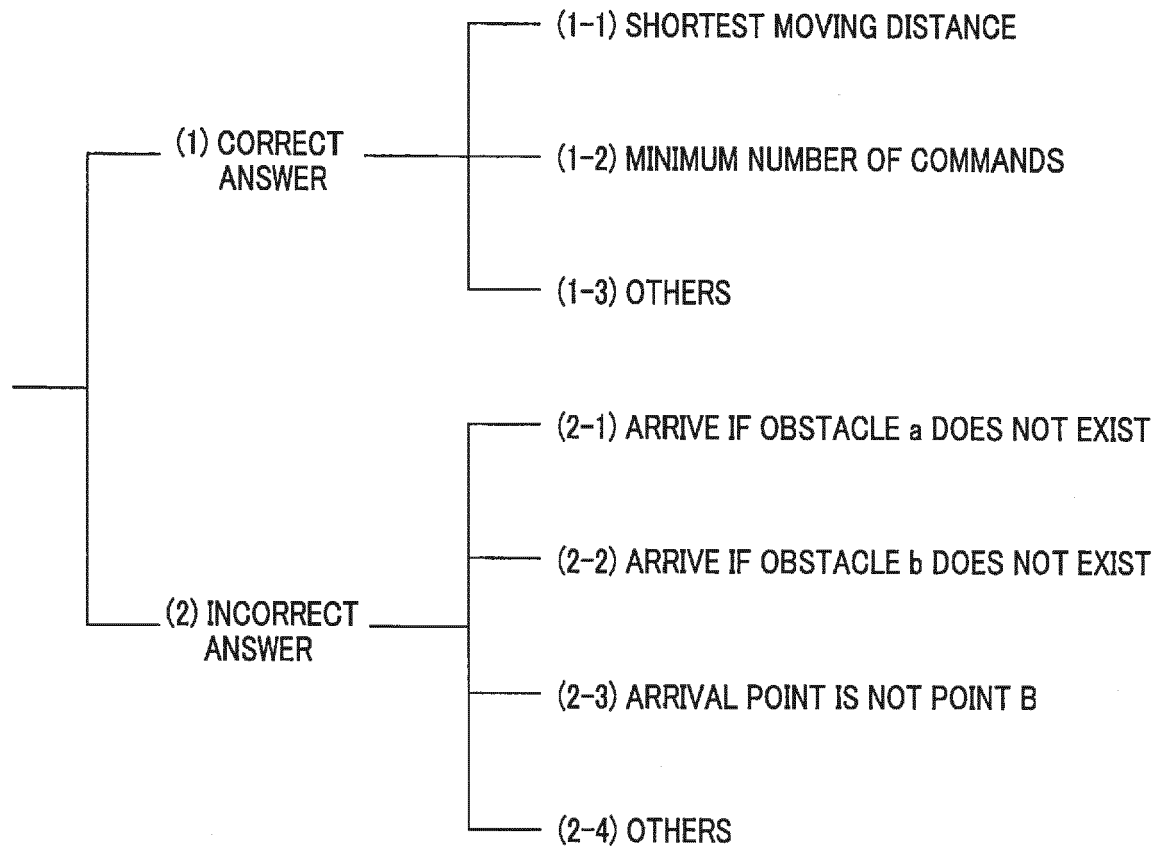 (1) CORRECT
ANSWER
(1-1) SHORTEST MOVING DISTANCE
(1-2) MINIMUM NUMBER OF COMMANDS
(1-3) OTHERS
(2) INCORRECT
ANSWER
(2-1) ARRIVE IF OBSTACLE a DOES NOT EXIST
(2-2) ARRIVE IF OBSTACLE b DOES NOT EXIST
(2-3) ARRIVAL POINT IS NOT POINT B
(2-4) OTHERS